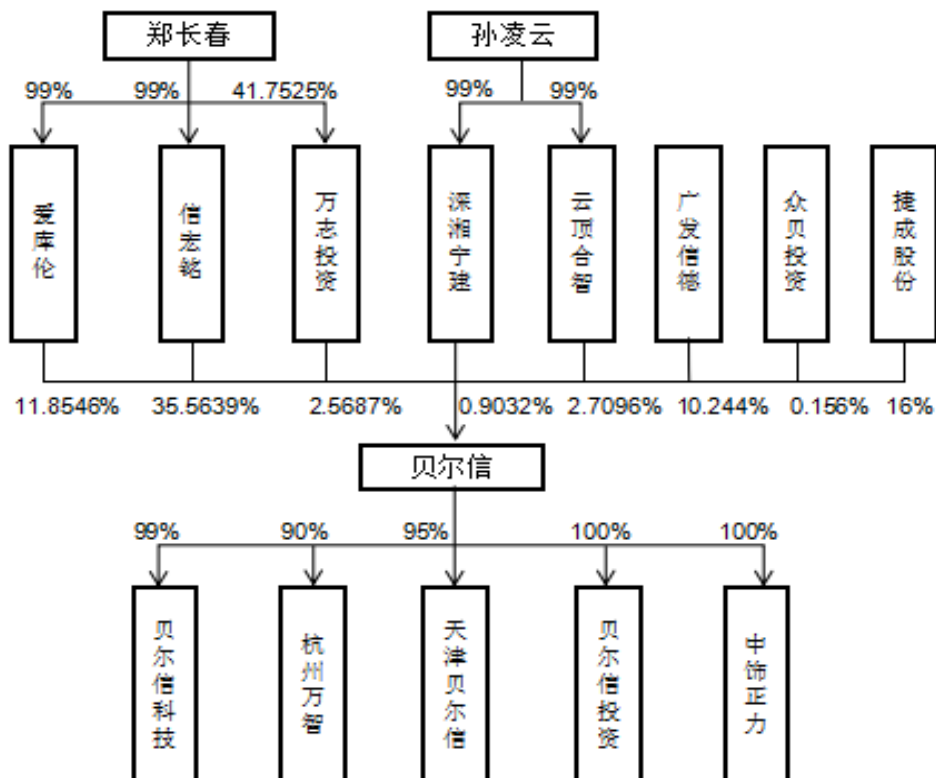 郑长春
孙凌云
99%
99%
41.7525%
99%
99%
爱库伦
信宏铭
万志投资
深湘宁建
云顶合智
广发信德
众贝投资
捷成股份
11.8546%
35.5639%
2.5687%
0.9032%
2.7096%
10.244%
0.156%
16%
贝尔信
99%
90%
95%
100%
100%
贝尔信科技
杭州万智
天津贝尔信
贝尔信投资
中饰正力